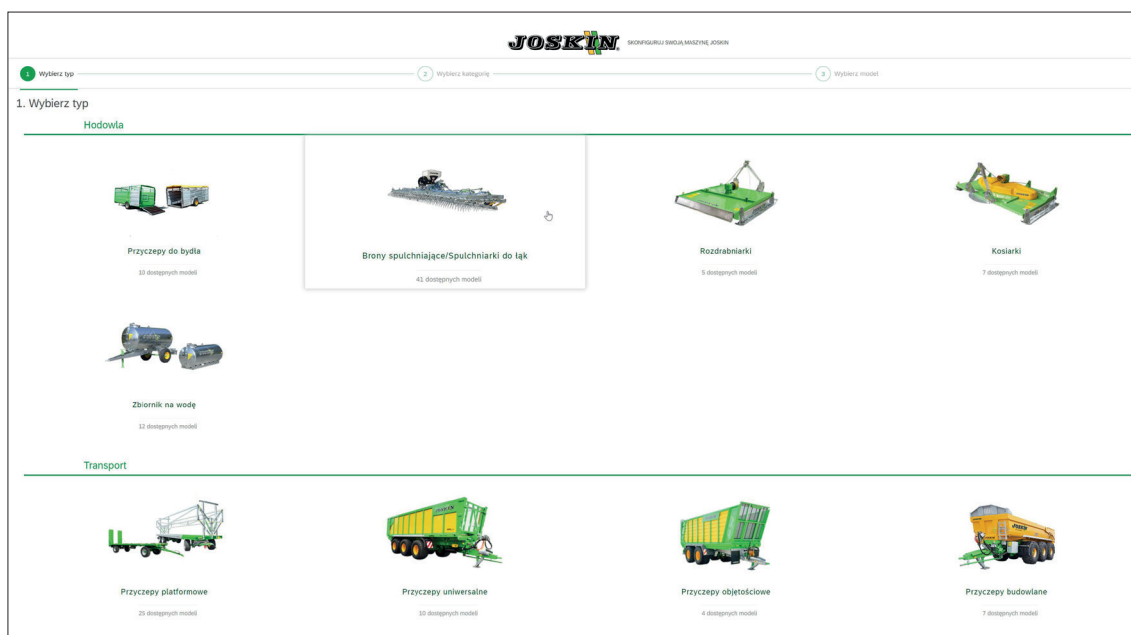 JOSKIN SKONFIGURUJ SWOJĄ MASZYNĘ JOSKIN
1 Wybierz typ 2 Wybierz kategorię 3 Wybierz model
1. Wybierz typ
Hodowla
Przyczepy do bydła
10 dostępnych modeli
Brony spulchniające/Spulchniarki do łąk
41 dostępnych modeli
Rozdrabniarki
5 dostępnych modeli
Kosiarki
7 dostępnych modeli
Zbiornik na wodę
12 dostępnych modeli
Transport
Przyczepy platformowe
25 dostępnych modeli
Przyczepy uniwersalne
10 dostępnych modeli
Przyczepy objętościowe
4 dostępnych modeli
JOSKIN
Przyczepy budowlane
7 dostępnych modeli